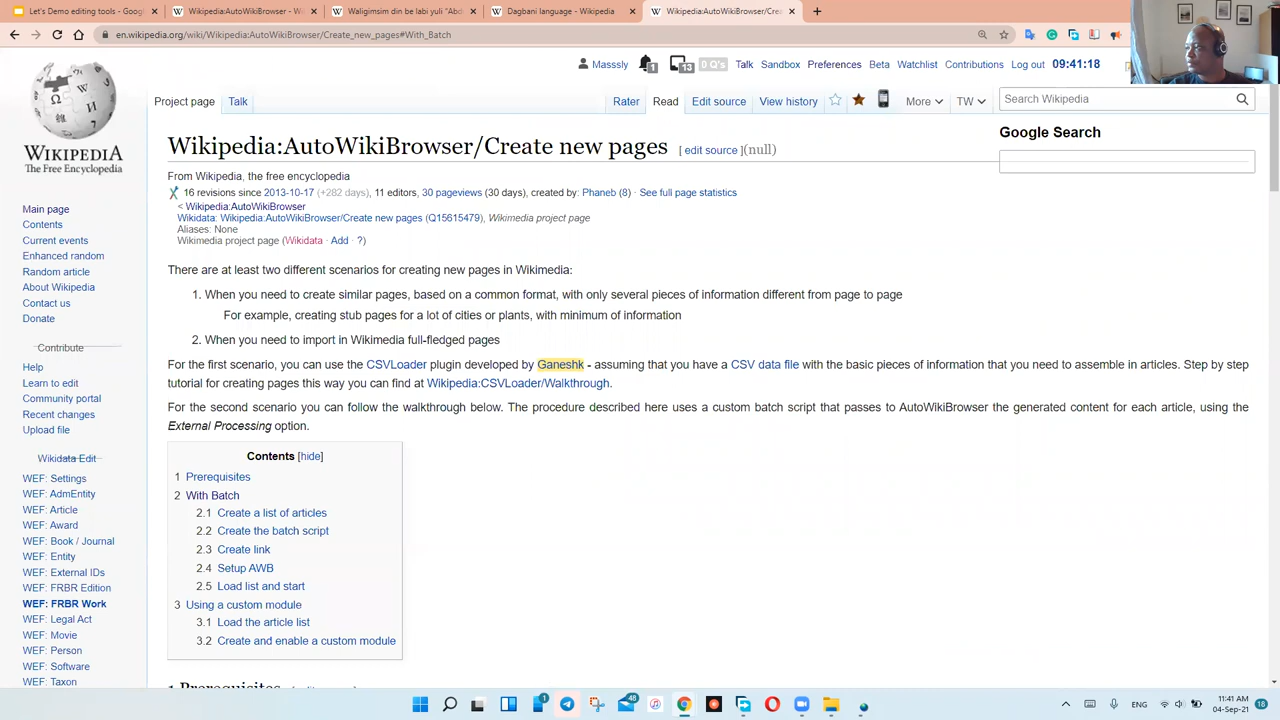 Let's Demo editing tools - Goog
Wikipedia:AutoWikiBrowser - Wi
Waligimsim din be labi yuli "Abd
Dagbani language - Wikipedia
Wikipedia:AutoWikiBrowser/Crea
en.wikipedia.org/wiki/Wikipedia:AutoWikiBrowser/Create_new_pages#With_Batch
Masssly 1 13 0 Q's Talk Sandbox Preferences Beta Watchlist Contributions Log out 09:41:18
Project page Talk Rater Read Edit source View history More TW Search Wikipedia
WIKIPEDIA
The Free Encyclopedia
Main page
Contents
Current events
Enhanced random
Random article
About Wikipedia
Contact us
Donate
Contribute
Help
Learn to edit
Community portal
Recent changes
Upload file
Wikidata Edit
WEF: Settings
WEF: AdmEntity
WEF: Article
WEF: Award
WEF: Book / Journal
WEF: Entity
WEF: External IDs
WEF: FRBR Edition
WEF: FRBR Work
WEF: Legal Act
WEF: Movie
WEF: Person
WEF: Software
WEF: Taxon
Wikipedia:AutoWikiBrowser/Create new pages [ edit source ](null)
Google Search
From Wikipedia, the free encyclopedia
16 revisions since 2013-10-17 (+282 days), 11 editors, 30 pageviews (30 days), created by: Phaneb (8) · See full page statistics
< Wikipedia:AutoWikiBrowser
Wikidata: Wikipedia:AutoWikiBrowser/Create new pages (Q15615479), Wikimedia project page
Aliases: None
Wikimedia project page (Wikidata · Add · ?)
There are at least two different scenarios for creating new pages in Wikimedia:
1. When you need to create similar pages, based on a common format, with only several pieces of information different from page to page
For example, creating stub pages for a lot of cities or plants, with minimum of information
2. When you need to import in Wikimedia full-fledged pages
For the first scenario, you can use the CSVLoader plugin developed by Ganeshk - assuming that you have a CSV data file with the basic pieces of information that you need to assemble in articles. Step by step
tutorial for creating pages this way you can find at Wikipedia:CSVLoader/Walkthrough.
For the second scenario you can follow the walkthrough below. The procedure described here uses a custom batch script that passes to AutoWikiBrowser the generated content for each article, using the
External Processing option.
Contents [hide]
1 Prerequisites
2 With Batch
2.1 Create a list of articles
2.2 Create the batch script
2.3 Create link
2.4 Setup AWB
2.5 Load list and start
3 Using a custom module
3.1 Load the article list
3.2 Create and enable a custom module
1 Prerequisites
1 48 ENG 11:41 AM 18
04-Sep-21